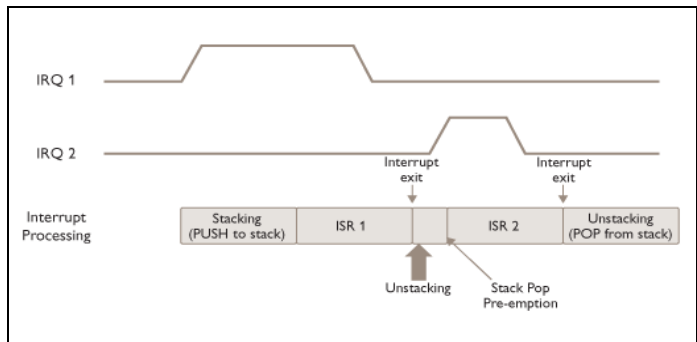 IRQ 1
IRQ 2
Interrupt
exit
Interrupt
exit
Interrupt
Processing
Stacking
(PUSH to stack)
ISR 1
ISR 2
Unstacking
(POP from stack)
Unstacking
Stack Pop
Pre-emption